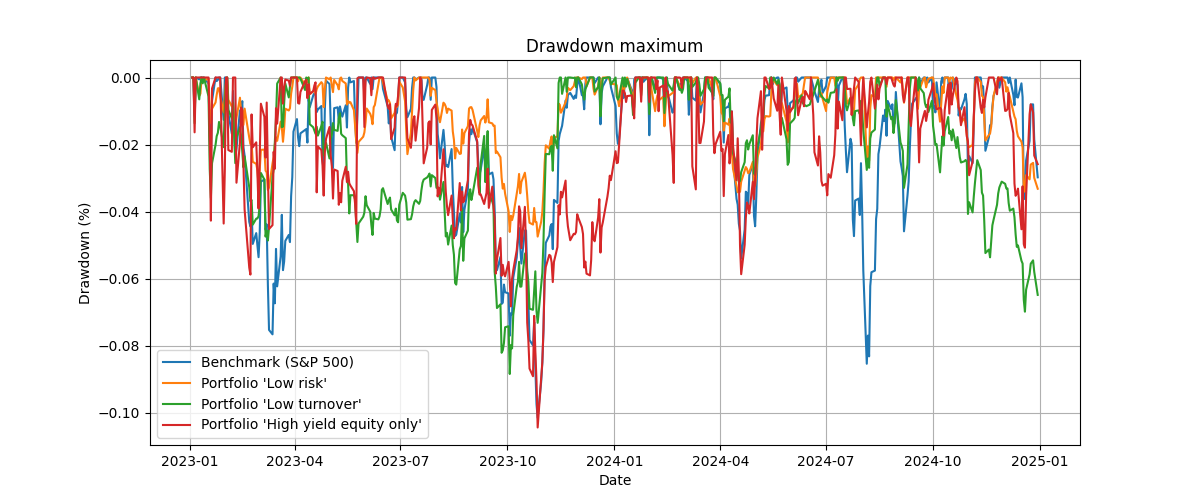 Drawdown maximum
Drawdown (%)
0.00
−0.02
−0.04
−0.06
−0.08
−0.10
Benchmark (S&P 500)
Portfolio 'Low risk'
Portfolio 'Low turnover'
Portfolio 'High yield equity only'
2023-01 2023-04 2023-07 2023-10 2024-01 2024-04 2024-07 2024-10 2025-01
Date